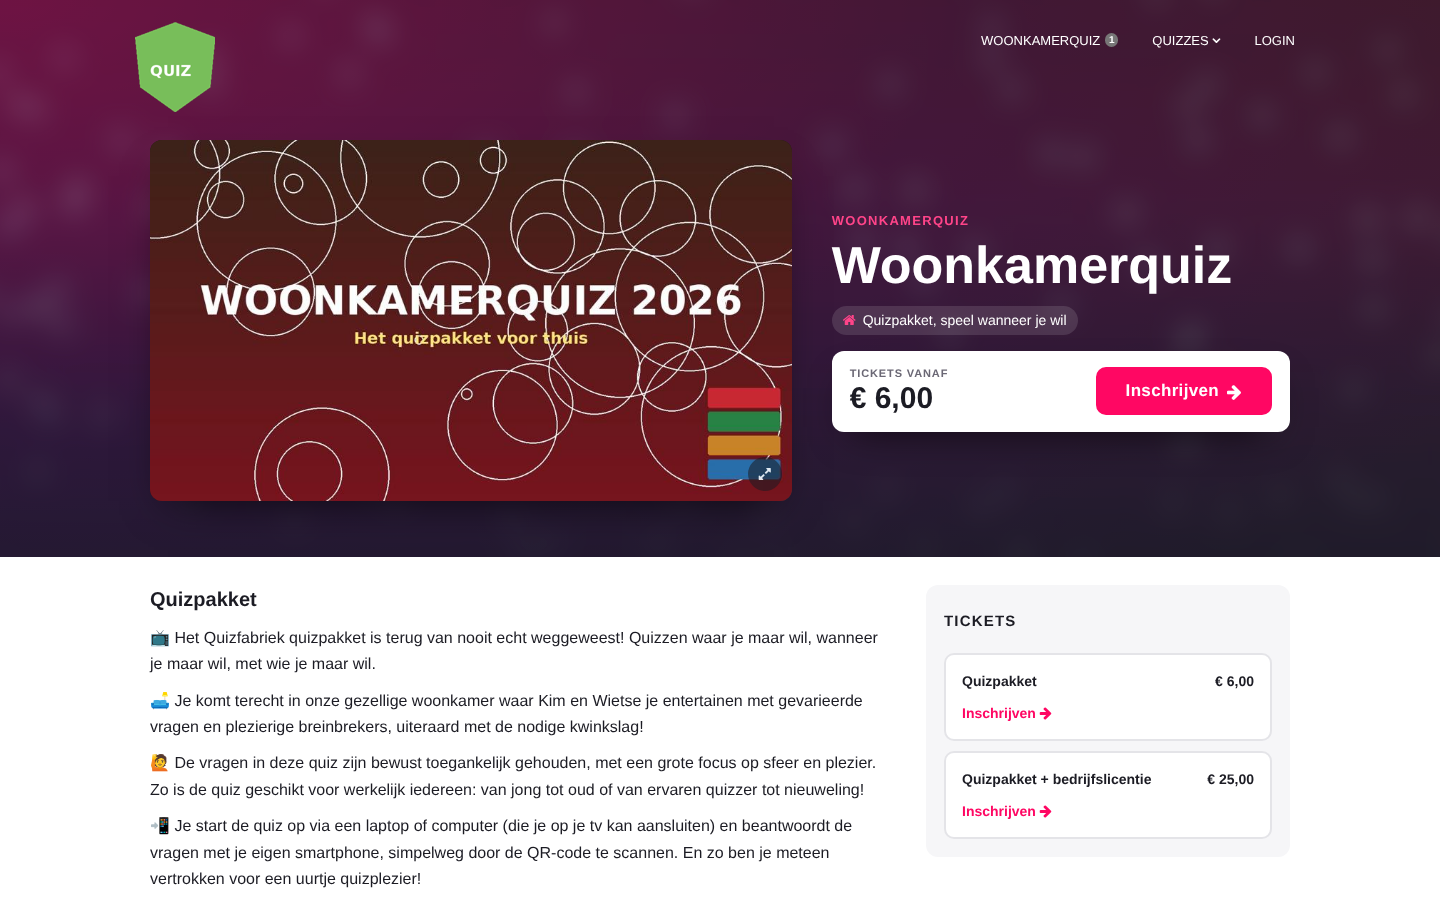 QUIZ
WOONKAMERQUIZ 1
QUIZZES
LOGIN
WOONKAMERQUIZ 2026
Het quizpakket voor thuis
WOONKAMERQUIZ
Woonkamerquiz
Quizpakket, speel wanneer je wil
TICKETS VANAF
€ 6,00
Inschrijven
Quizpakket
📺 Het Quizfabriek quizpakket is terug van nooit echt weggeweest! Quizzen waar je maar wil, wanneer
je maar wil, met wie je maar wil.
🛋️ Je komt terecht in onze gezellige woonkamer waar Kim en Wietse je entertainen met gevarieerde
vragen en plezierige breinbrekers, uiteraard met de nodige kwinkslag!
🙋 De vragen in deze quiz zijn bewust toegankelijk gehouden, met een grote focus op sfeer en plezier.
Zo is de quiz geschikt voor werkelijk iedereen: van jong tot oud of van ervaren quizzer tot nieuweling!
📲 Je start de quiz op via een laptop of computer (die je op je tv kan aansluiten) en beantwoordt de
vragen met je eigen smartphone, simpelweg door de QR-code te scannen. En zo ben je meteen
vertrokken voor een uurtje quizplezier!
TICKETS
Quizpakket € 6,00
Inschrijven
Quizpakket + bedrijfslicentie € 25,00
Inschrijven